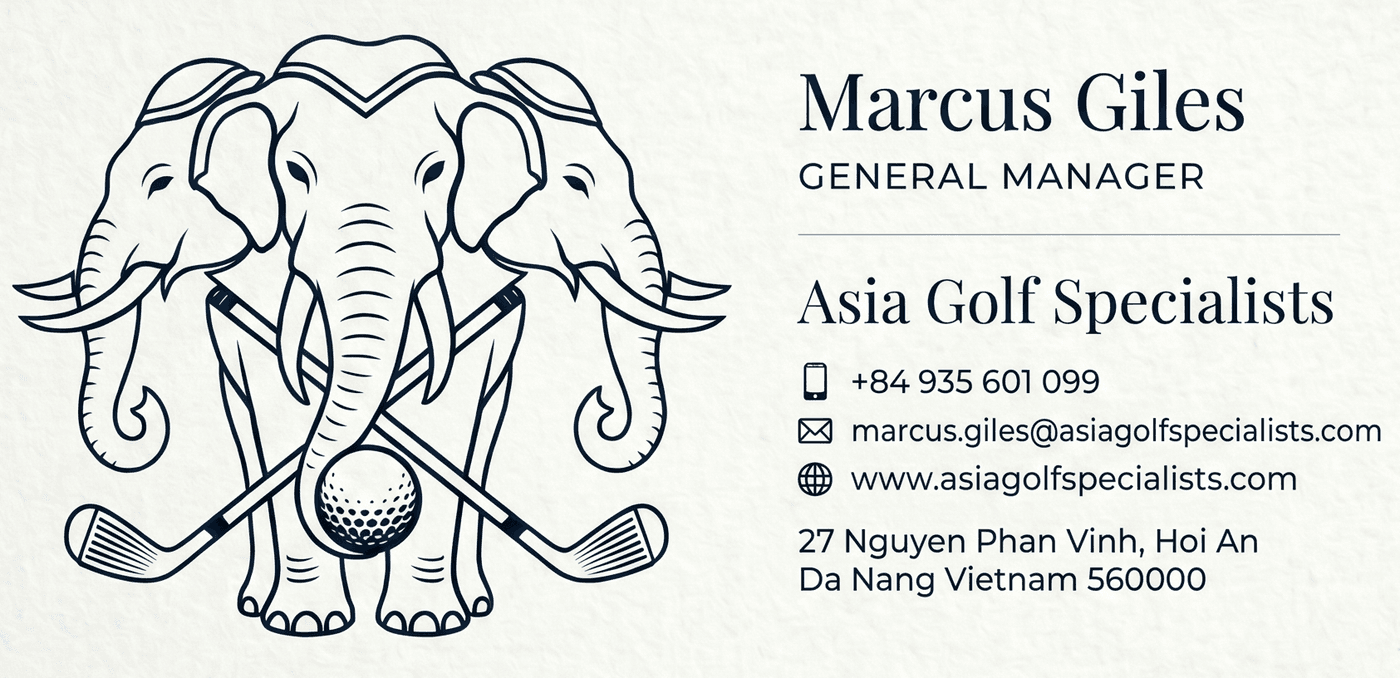 Marcus Giles
GENERAL MANAGER
Asia Golf Specialists
+84 935 601 099
marcus.giles@asiagolfspecialists.com
www.asiagolfspecialists.com
27 Nguyen Phan Vinh, Hoi An
Da Nang Vietnam 560000